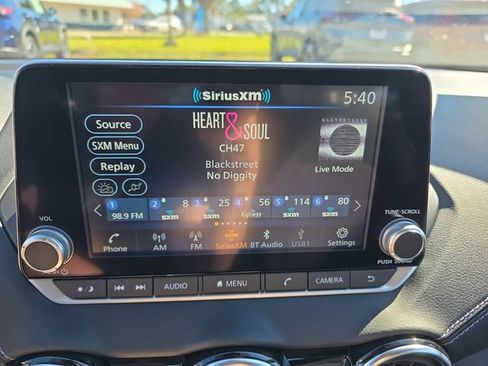 SiriusXM
5:40
Source
HEART & SOUL
SXM Menu
CH47
Replay
Blackstreet
No Diggity
Live Mode
1 2 8 3 25 4 56 5 114 6 80
98.9 FM sxm sxm highway sxm sxm
VOL
TUNE•SCROLL
Phone AM FM SiriusXM BT Audio USB1 Settings
PUSH SOUND
AUDIO MENU CAMERA